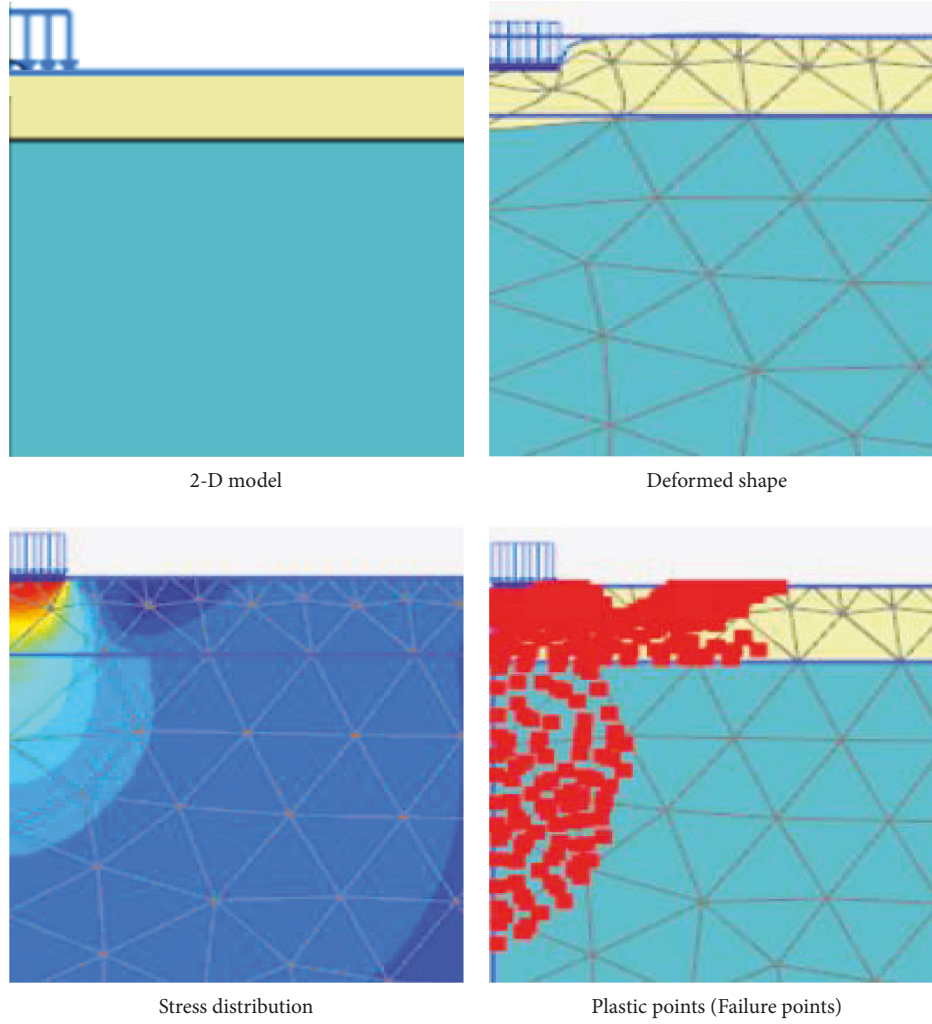 2-D model
Deformed shape
Stress distribution
Plastic points (Failure points)